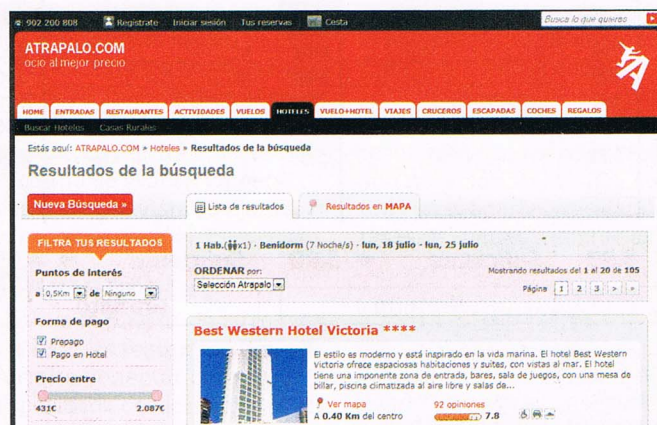 902 200 808 Regístrate Iniciar sesión Tus reservas Cesta Busca lo que quieras
ATRAPALO.COM
ocio al mejor precio
HOME ENTRADAS RESTAURANTES ACTIVIDADES VUELOS HOTELES VUELO+HOTEL VIAJES CRUCEROS ESCAPADAS COCHES REGALOS
Buscar Hoteles Casas Rurales
Estás aquí: ATRAPALO.COM » Hoteles » Resultados de la búsqueda
Resultados de la búsqueda
Nueva Búsqueda »
Lista de resultados
Resultados en MAPA
FILTRA TUS RESULTADOS
Puntos de Interés
a 0,5Km de Ninguno
Forma de pago
Prepago
Pago en Hotel
Precio entre
431€ 2.087€
1 Hab.( x1) - Benidorm (7 Noche/s) - lun, 18 julio - lun, 25 julio
ORDENAR por:
Selección Atrapalo
Mostrando resultados del 1 al 20 de 105
Página 1 2 3 > »
Best Western Hotel Victoria ****
El estilo es moderno y está inspirado en la vida marina. El hotel Best Western
Victoria ofrece espaciosas habitaciones y suites, con vistas al mar. El hotel
tiene una imponente zona de entrada, bares, sala de juegos, con una mesa de
billar, piscina climatizada al aire libre y salas de...
Ver mapa
A 0.40 Km del centro
92 opiniones
7.8